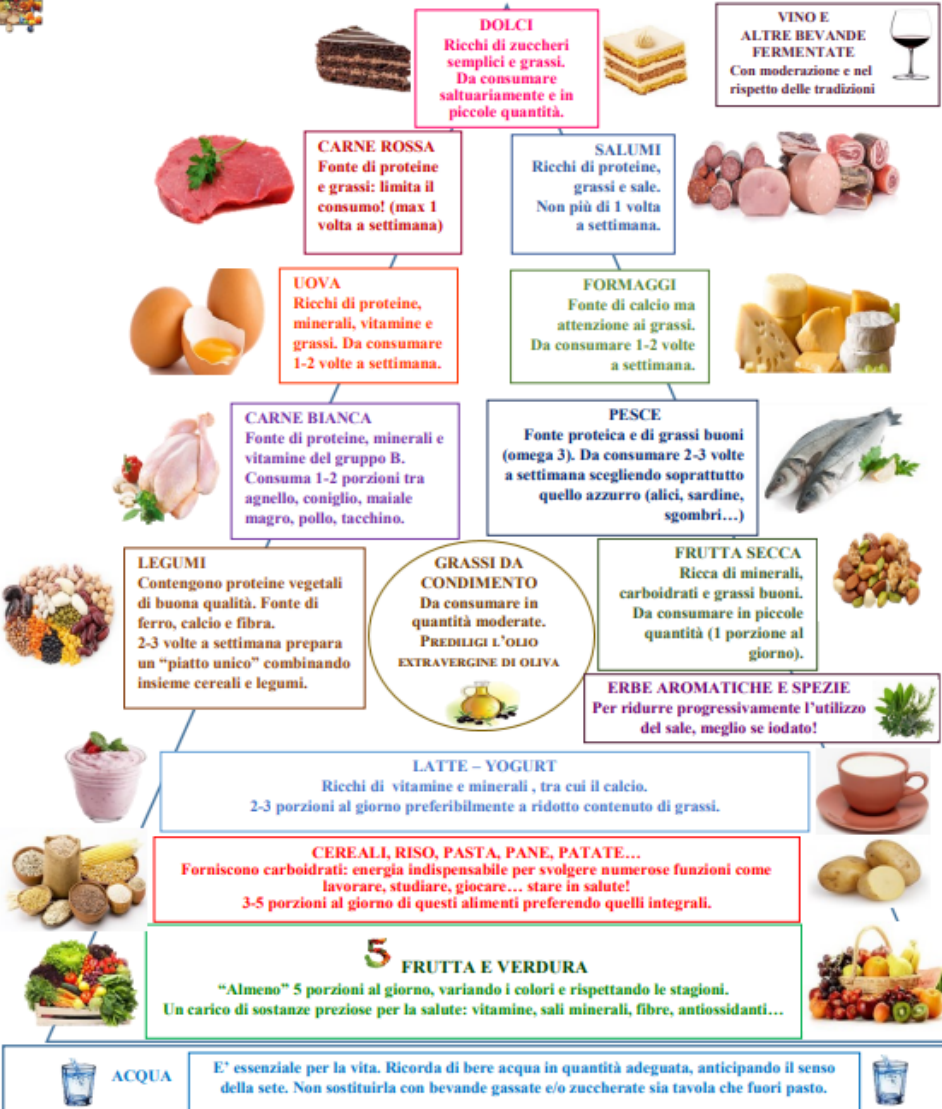 DOLCI
Ricchi di zuccheri
semplici e grassi.
Da consumare
saltuariamente e in
piccole quantità.
VINO E
ALTRE BEVANDE
FERMENTATE
Con moderazione e nel
rispetto delle tradizioni
CARNE ROSSA
Fonte di proteine
e grassi: limita il
consumo! (max 1
volta a settimana)
SALUMI
Ricchi di proteine,
grassi e sale.
Non più di 1 volta
a settimana.
UOVA
Ricchi di proteine,
minerali, vitamine e
grassi. Da consumare
1-2 volte a settimana.
FORMAGGI
Fonte di calcio ma
attenzione ai grassi.
Da consumare 1-2 volte
a settimana.
CARNE BIANCA
Fonte di proteine, minerali e
vitamine del gruppo B.
Consuma 1-2 porzioni tra
agnello, coniglio, maiale
magro, pollo, tacchino.
PESCE
Fonte proteica e di grassi buoni
(omega 3). Da consumare 2-3 volte
a settimana scegliendo soprattutto
quello azzurro (alici, sardine,
sgombri…)
LEGUMI
Contengono proteine vegetali
di buona qualità. Fonte di
ferro, calcio e fibra.
2-3 volte a settimana prepara
un “piatto unico” combinando
insieme cereali e legumi.
GRASSI DA
CONDIMENTO
Da consumare in
quantità moderate.
PREDILIGI L’OLIO
EXTRAVERGINE DI OLIVA
FRUTTA SECCA
Ricca di minerali,
carboidrati e grassi buoni.
Da consumare in piccole
quantità (1 porzione al
giorno).
ERBE AROMATICHE E SPEZIE
Per ridurre progressivamente l’utilizzo
del sale, meglio se iodato!
LATTE – YOGURT
Ricchi di vitamine e minerali , tra cui il calcio.
2-3 porzioni al giorno preferibilmente a ridotto contenuto di grassi.
CEREALI, RISO, PASTA, PANE, PATATE…
Forniscono carboidrati: energia indispensabile per svolgere numerose funzioni come
lavorare, studiare, giocare… stare in salute!
3-5 porzioni al giorno di questi alimenti preferendo quelli integrali.
5 FRUTTA E VERDURA
“Almeno” 5 porzioni al giorno, variando i colori e rispettando le stagioni.
Un carico di sostanze preziose per la salute: vitamine, sali minerali, fibre, antiossidanti…
ACQUA
E’ essenziale per la vita. Ricorda di bere acqua in quantità adeguata, anticipando il senso
della sete. Non sostituirla con bevande gassate e/o zuccherate sia tavola che fuori pasto.